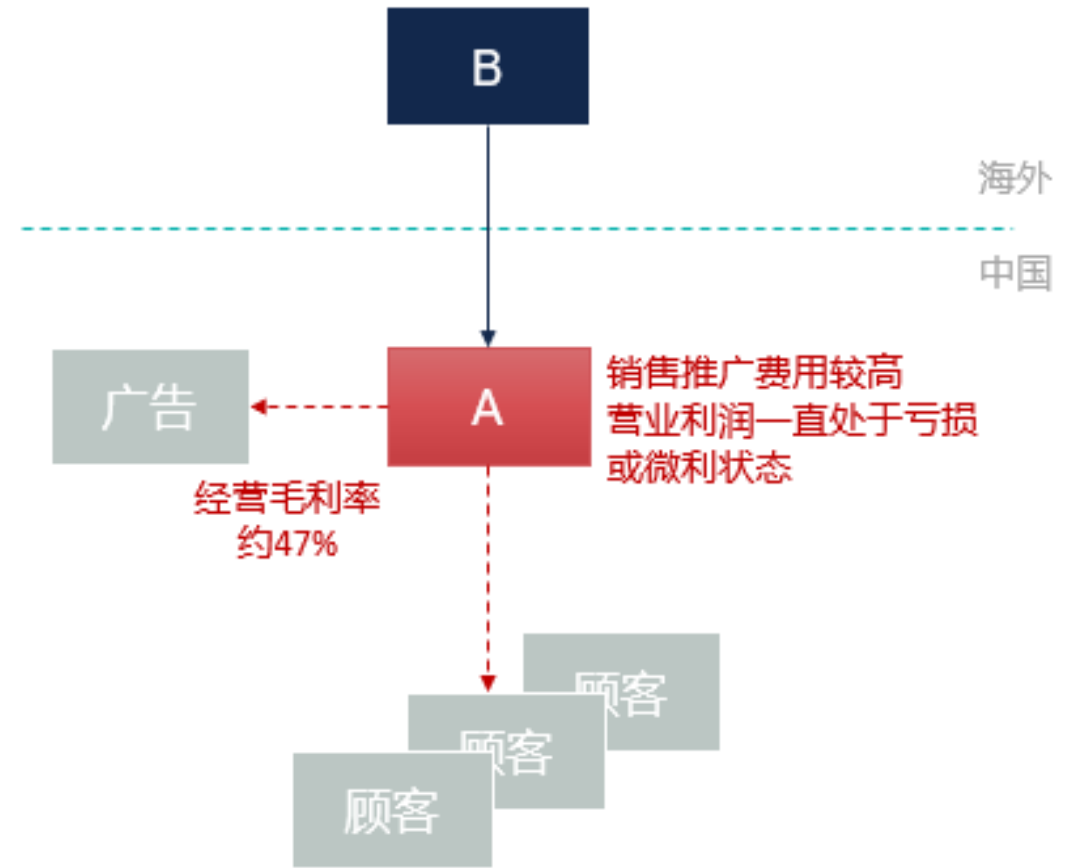 B
海外
中国
广告
A
销售推广费用较高
营业利润一直处于亏损
或微利状态
经营毛利率
约47%
顾客
顾客
顾客